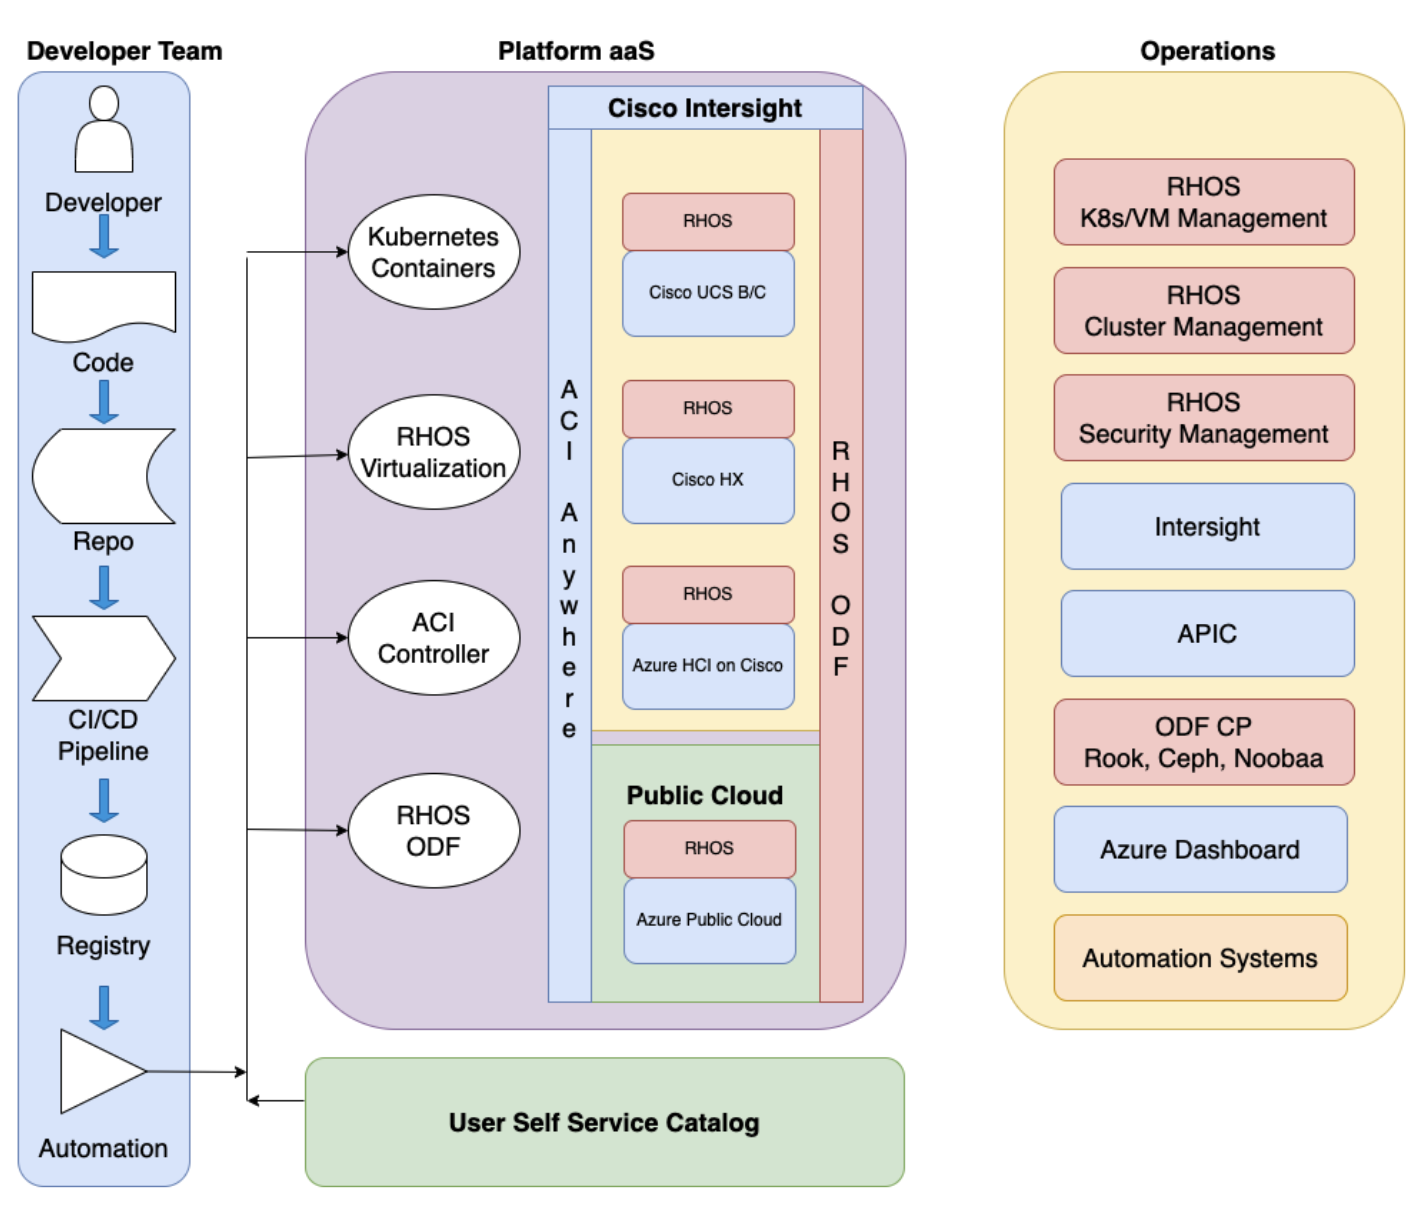 Developer Team
Developer
Code
Repo
CI/CD
Pipeline
Registry
Automation
Platform aaS
Kubernetes
Containers
RHOS
Virtualization
ACI
Controller
RHOS
ODF
Cisco Intersight
ACI Anywhere
RHOS
Cisco UCS B/C
RHOS
Cisco HX
RHOS
Azure HCI on Cisco
Public Cloud
RHOS
Azure Public Cloud
RHOS ODF
User Self Service Catalog
Operations
RHOS
K8s/VM Management
RHOS
Cluster Management
RHOS
Security Management
Intersight
APIC
ODF CP
Rook, Ceph, Noobaa
Azure Dashboard
Automation Systems